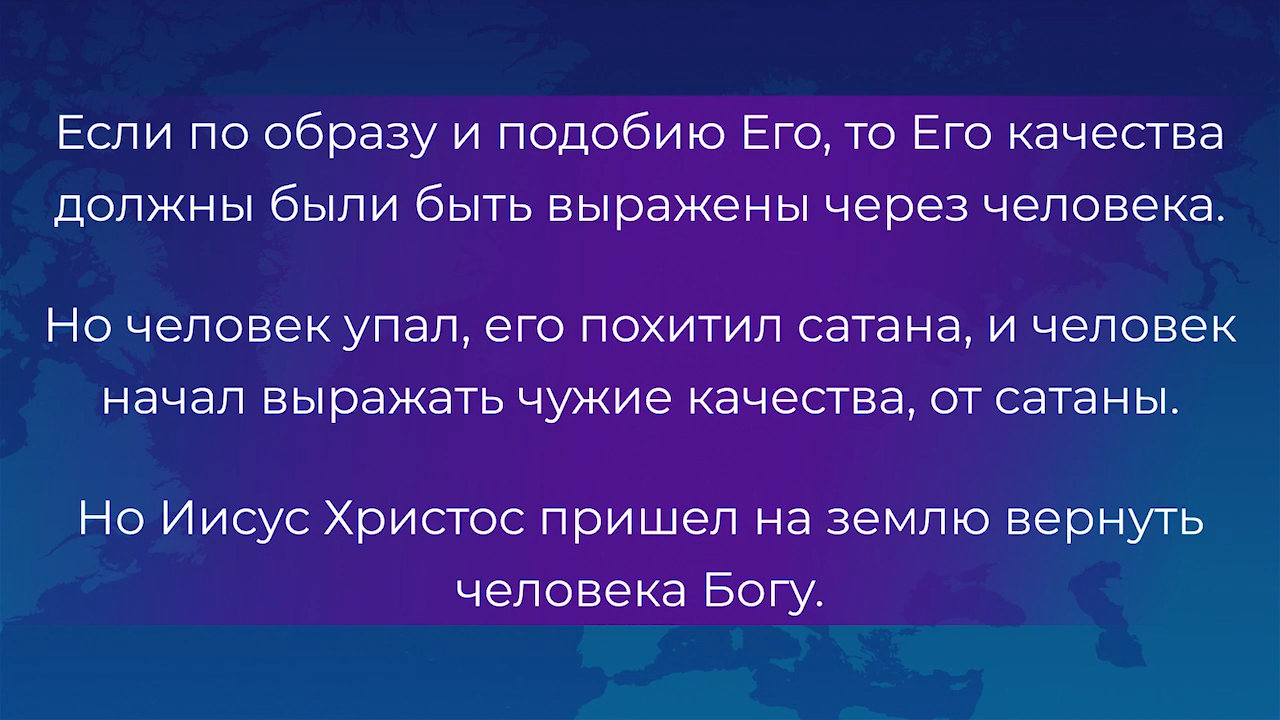 Если по образу и подобию Его, то Его качества
должны были быть выражены через человека.
Но человек упал, его похитил сатана, и человек
начал выражать чужие качества, от сатаны.
Но Иисус Христос пришел на землю вернуть
человека Богу.